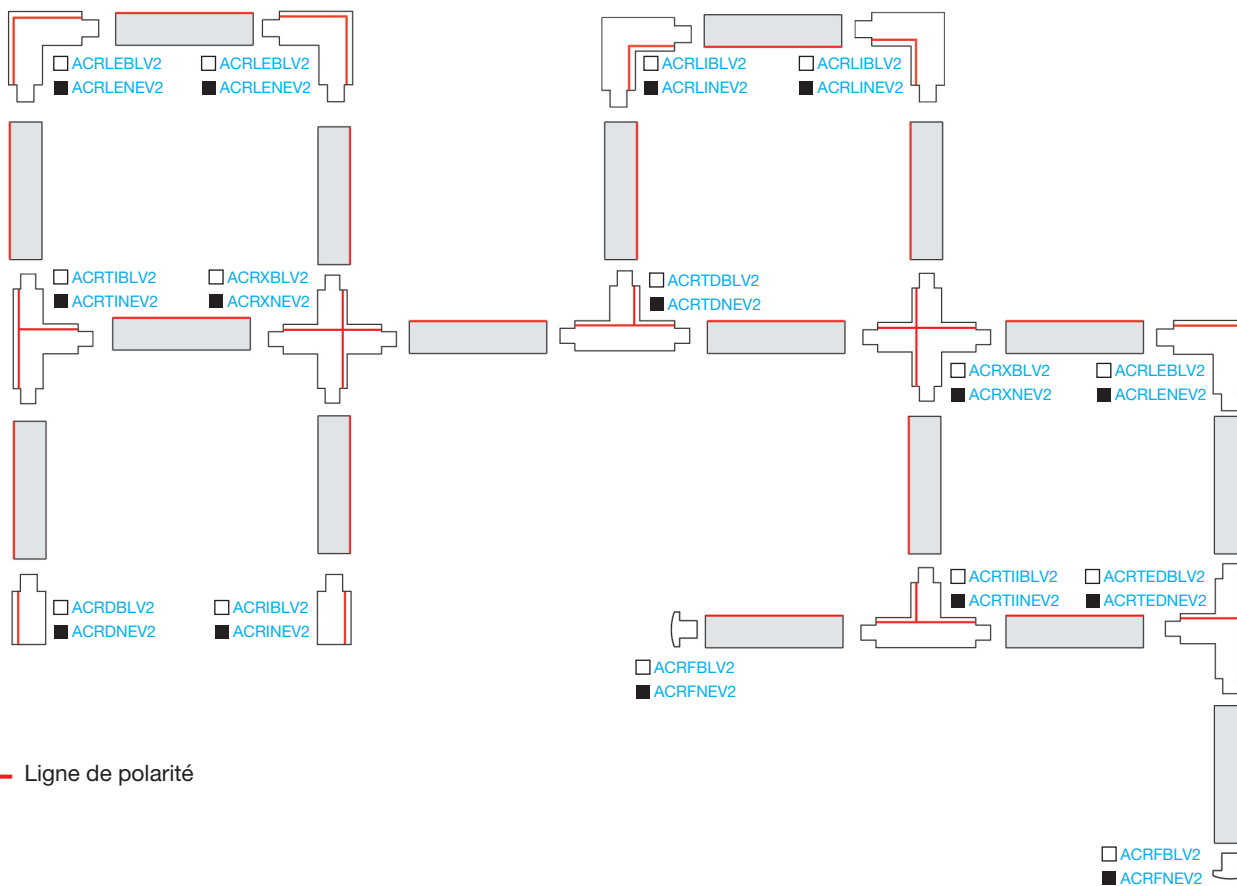 ACRLEBLV2 ACRLEBLV2 ACRLIBLV2 ACRLIBLV2
ACRLENEV2 ACRLENEV2 ACRLINEV2 ACRLINEV2
ACRTIBLV2 ACRXBLV2 ACRTDBLV2
ACRTINEV2 ACRXNEV2 ACRTDNEV2
ACRXBLV2 ACRLEBLV2
ACRXNEV2 ACRLENEV2
ACRTIIBLV2 ACRTEDBLV2
ACRTIINEV2 ACRTEDNEV2
ACRDBLV2 ACRIBLV2
ACRDNEV2 ACRINEV2
ACRFBLV2
ACRFNEV2
Ligne de polarité
ACRFBLV2
ACRFNEV2